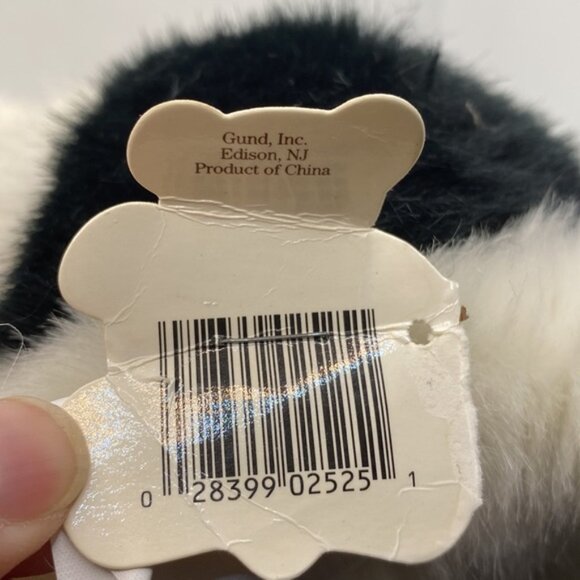 Gund, Inc.
Edison, NJ
Product of China
0 28399 02525 1